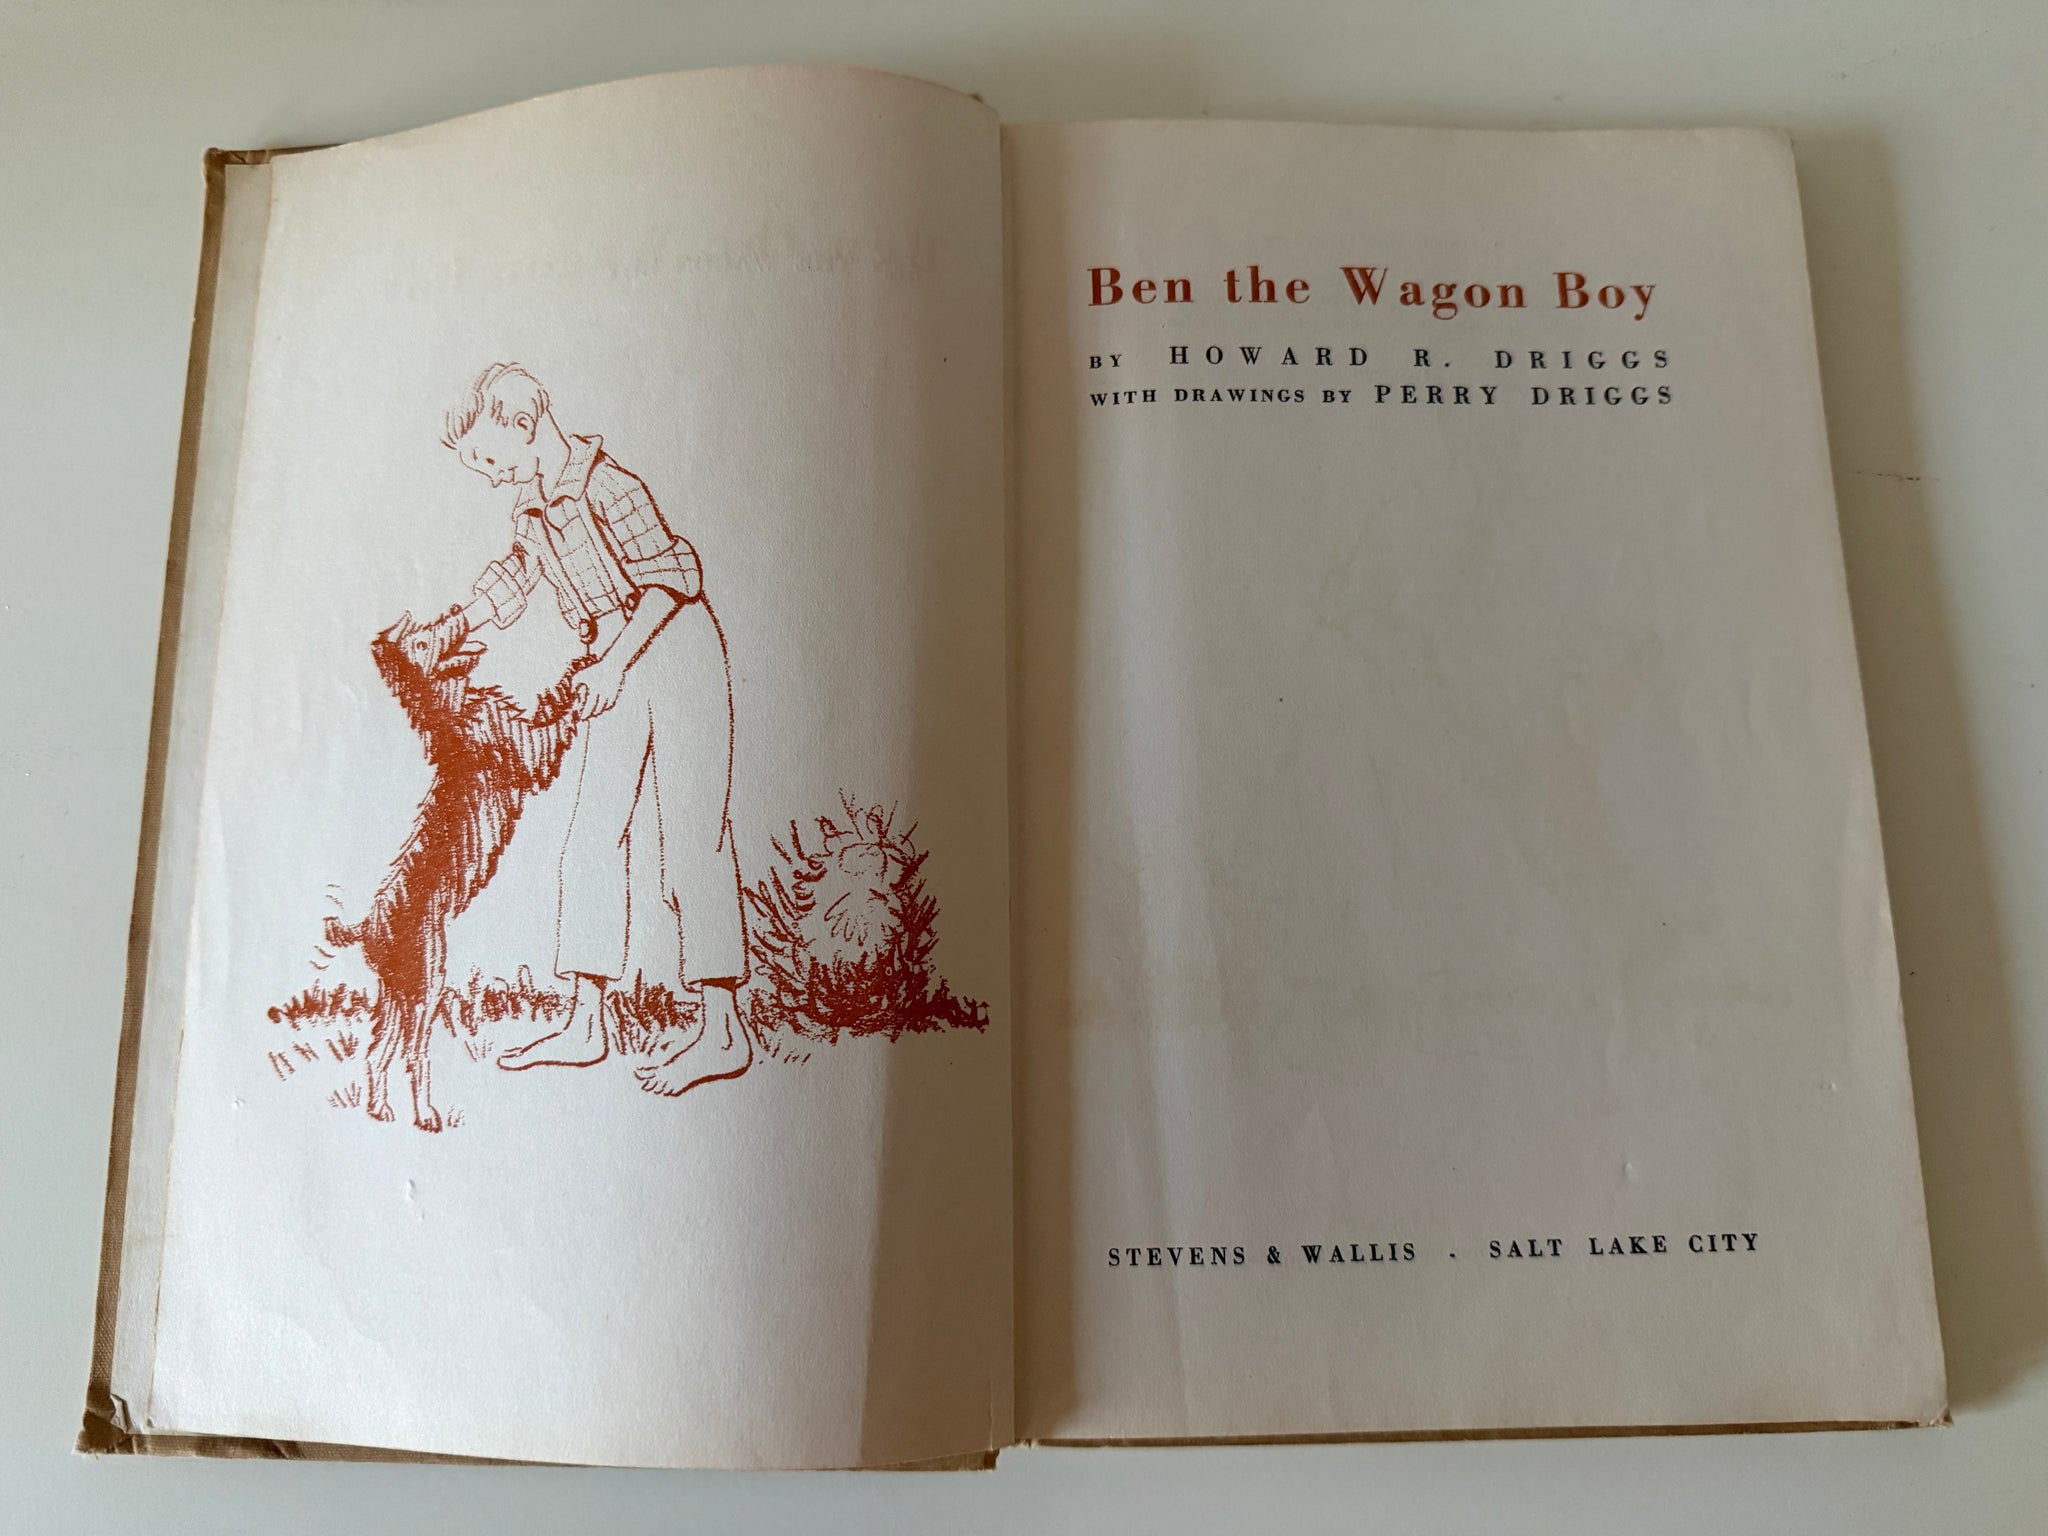 Ben the Wagon Boy
BY HOWARD R. DRIGGS
WITH DRAWINGS BY PERRY DRIGGS
STEVENS & WALLIS . SALT LAKE CITY